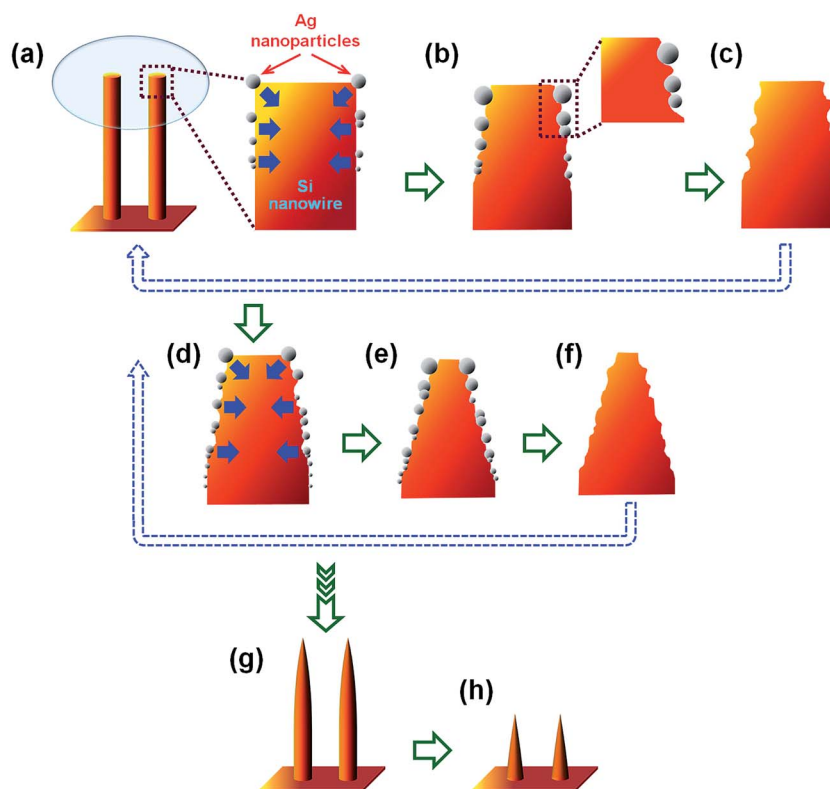 Ag
nanoparticles
(a)
(b)
(c)
Si
nanowire
(d)
(e)
(f)
(g)
(h)